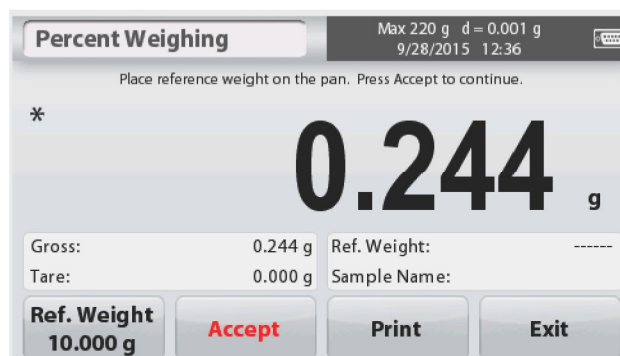 Percent Weighing
Max 220 g d = 0.001 g
9/28/2015 12:36
Place reference weight on the pan. Press Accept to continue.
*
0.244 g
Gross: 0.244 g
Ref. Weight: ------
Tare: 0.000 g
Sample Name:
Ref. Weight
10.000 g
Accept
Print
Exit